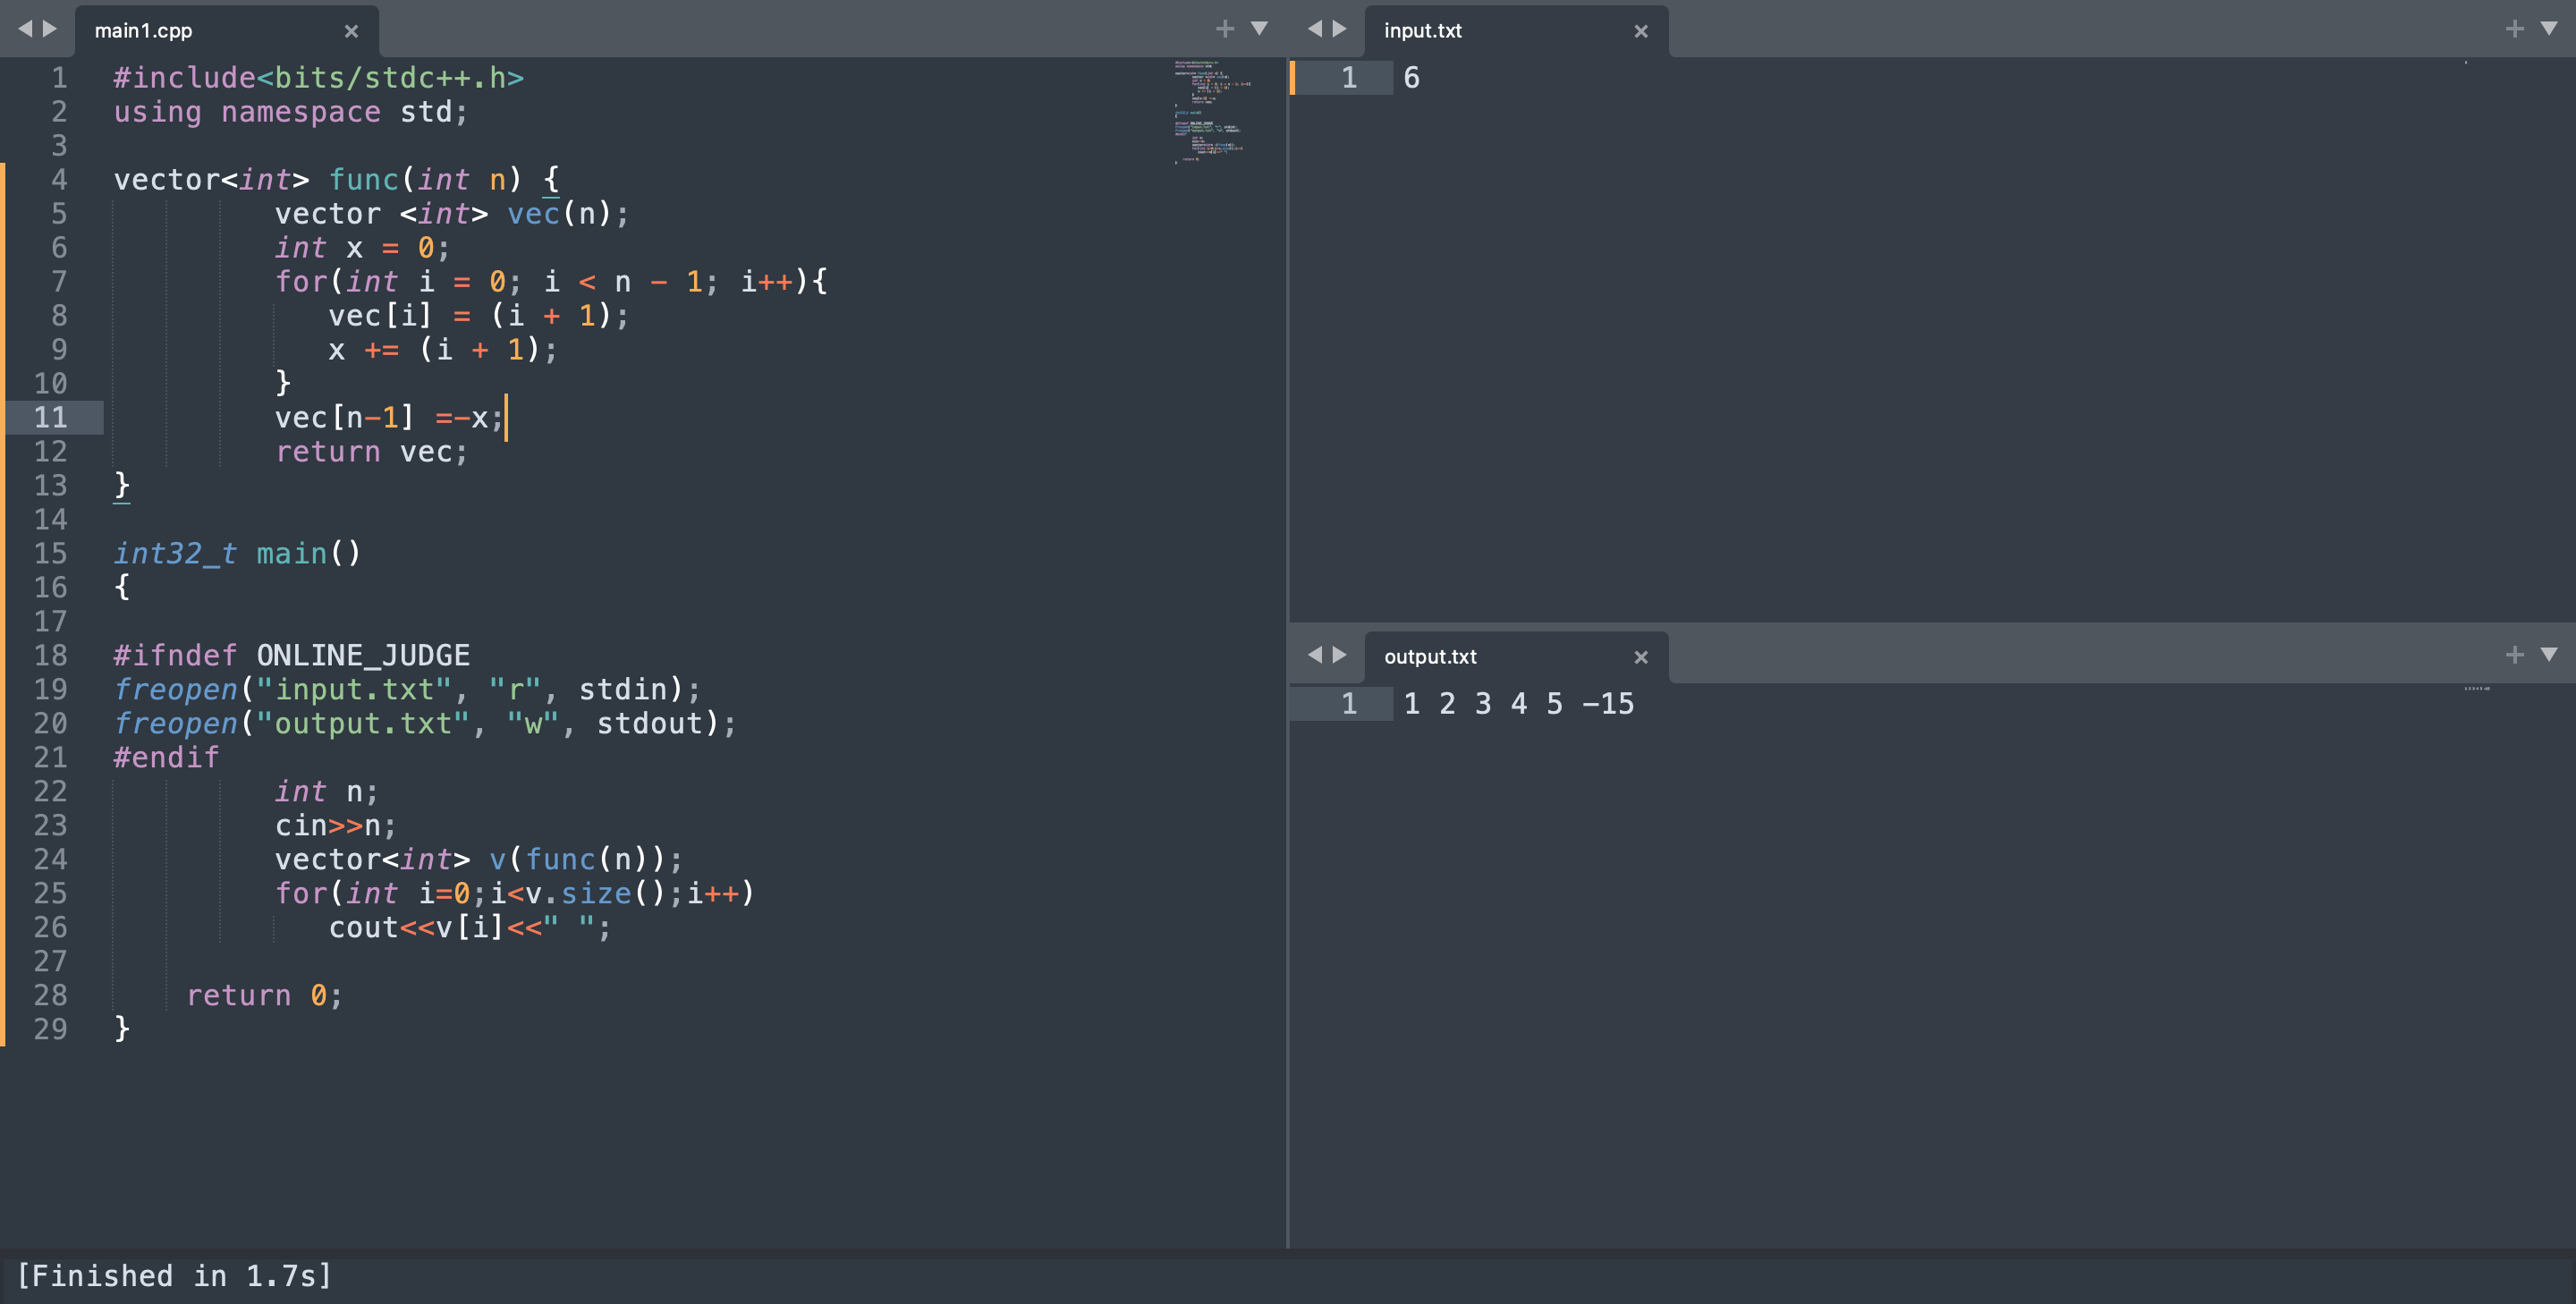 main1.cpp
1 #include<bits/stdc++.h>
2 using namespace std;
3
4 vector<int> func(int n) {
5 vector <int> vec(n);
6 int x = 0;
7 for(int i = 0; i < n - 1; i++){
8 vec[i] = (i + 1);
9 x += (i + 1);
10 }
11 vec[n-1] =-x;
12 return vec;
13 }
14
15 int32_t main()
16 {
17
18 #ifndef ONLINE_JUDGE
19 freopen("input.txt", "r", stdin);
20 freopen("output.txt", "w", stdout);
21 #endif
22 int n;
23 cin>>n;
24 vector<int> v(func(n));
25 for(int i=0;i<v.size();i++)
26 cout<<v[i]<<" ";
27
28 return 0;
29 }
input.txt
1 6
output.txt
1 1 2 3 4 5 -15
[Finished in 1.7s]